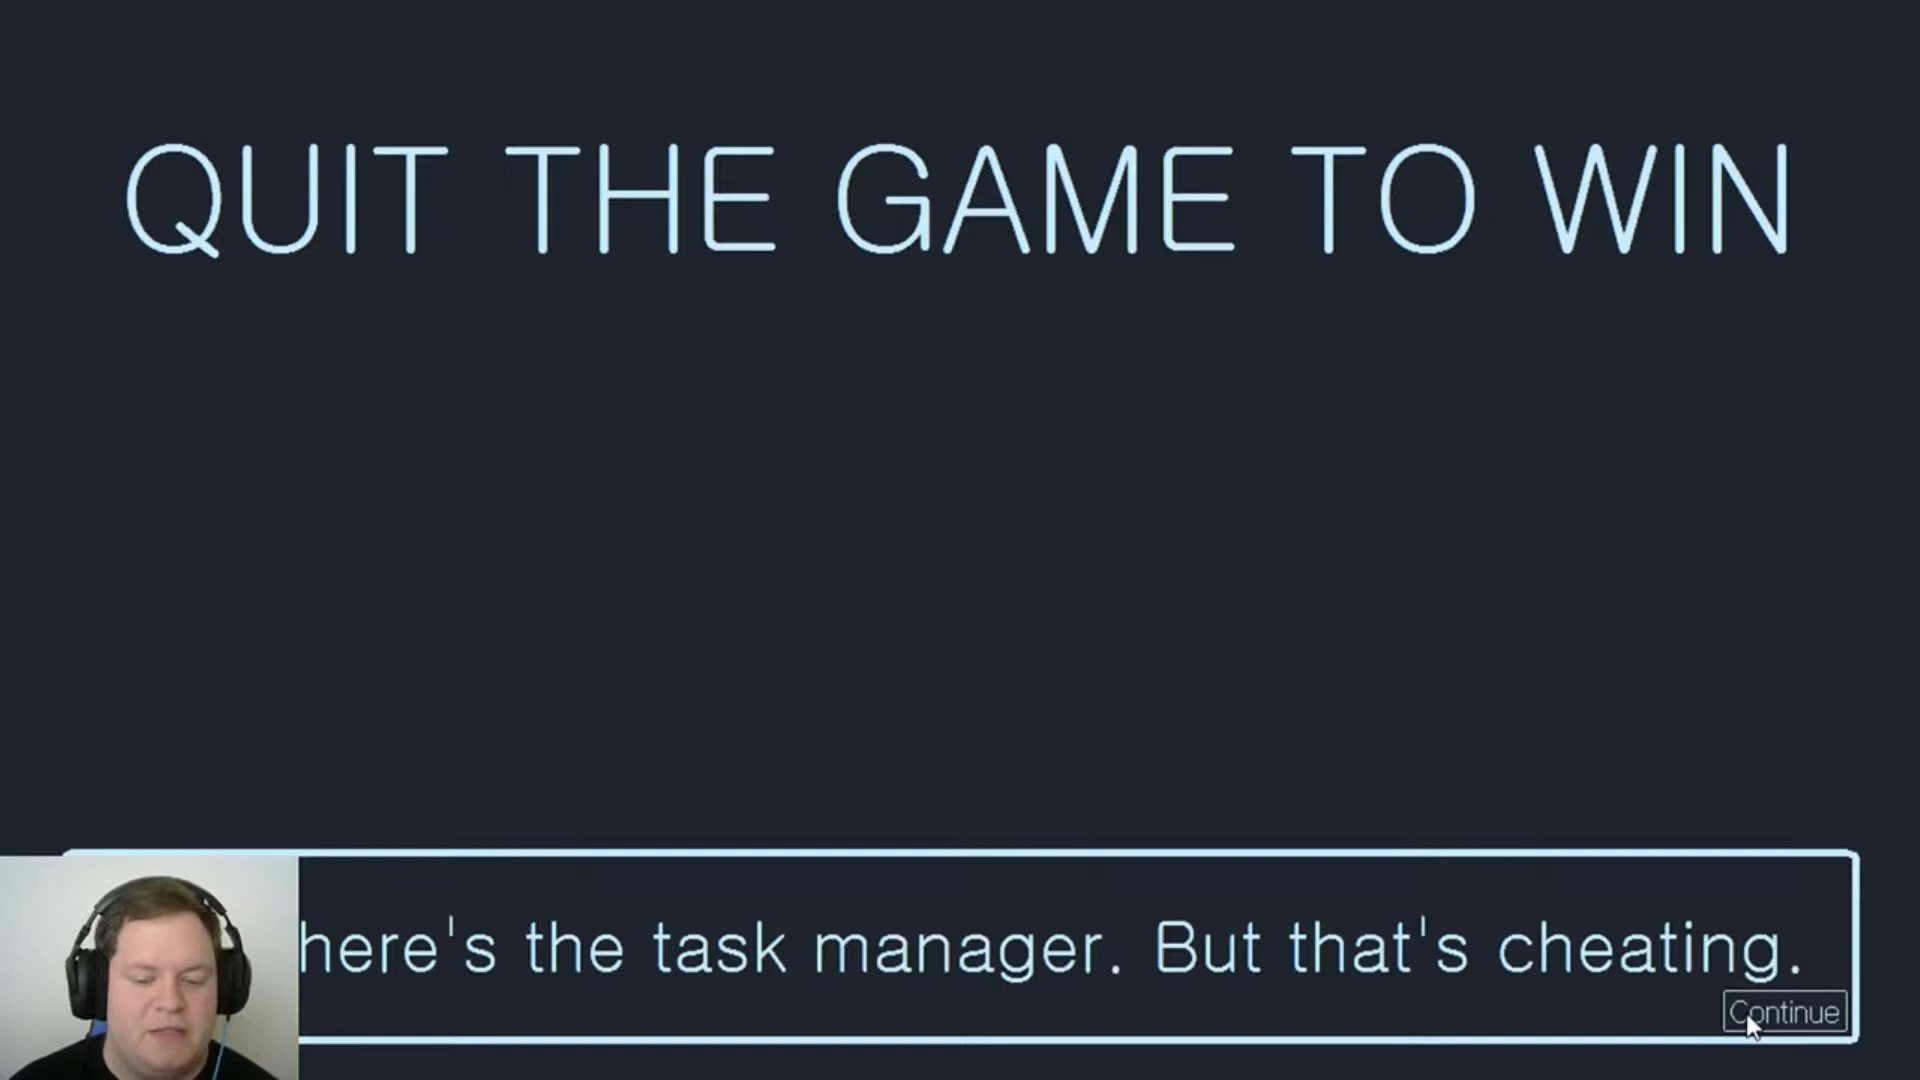 QUIT THE GAME TO WIN
here's the task manager. But that's cheating.
Continue